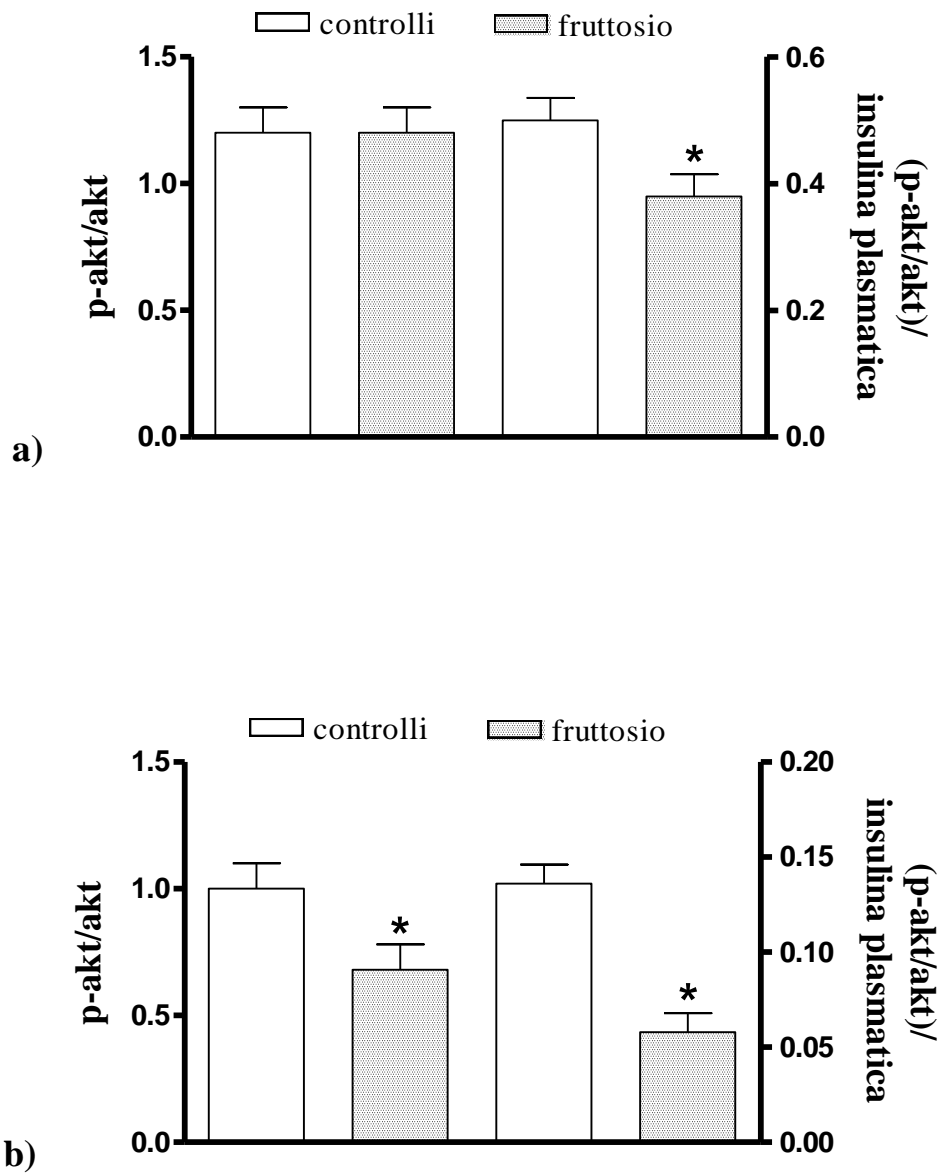 controlli fruttosio
1.5
1.0
0.5
0.0
p-akt/akt
*
0.6
0.4
0.2
0.0
(p-akt/akt)/
insulina plasmatica
a)
controlli fruttosio
1.5
1.0
0.5
0.0
p-akt/akt
*
*
0.20
0.15
0.10
0.05
0.00
(p-akt/akt)/
insulina plasmatica
b)